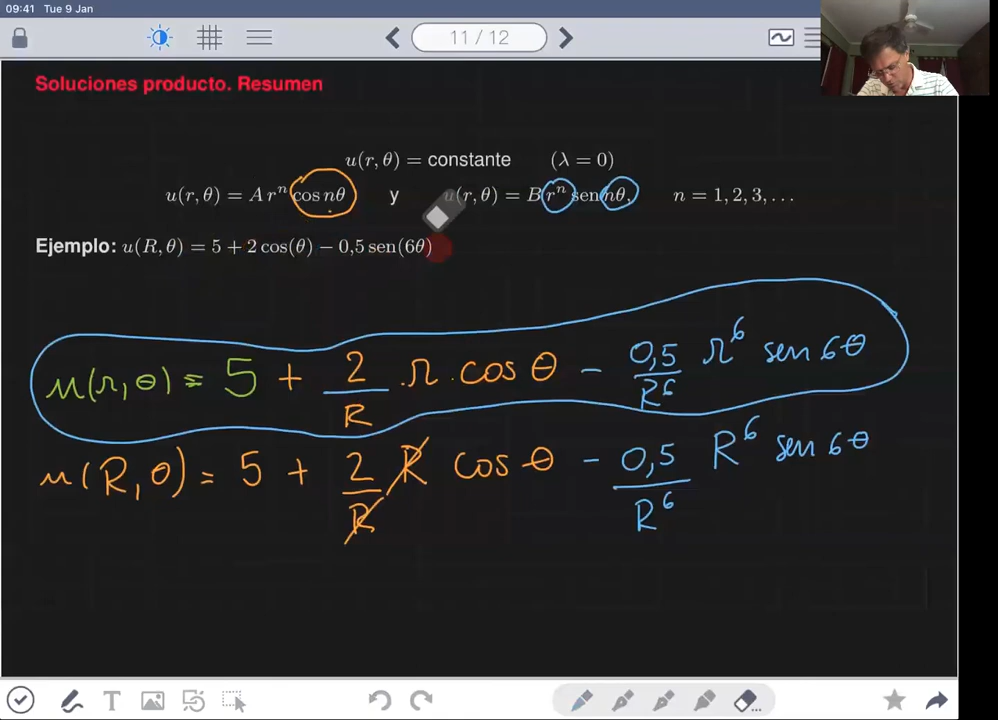 09:41 Tue 9 Jan
11 / 12
Soluciones producto. Resumen
u(r, θ) = constante (λ = 0)
u(r, θ) = A rⁿ cos nθ y u(r, θ) = B rⁿ sen nθ, n = 1, 2, 3, . . .
Ejemplo: u(R, θ) = 5 + 2 cos(θ) − 0,5 sen(6θ)
u(r, θ) = 5 + 2/R · r · cos θ − 0,5/R⁶ r⁶ sen 6θ
u(R, θ) = 5 + 2/R R cos θ − 0,5/R⁶ R⁶ sen 6θ
T